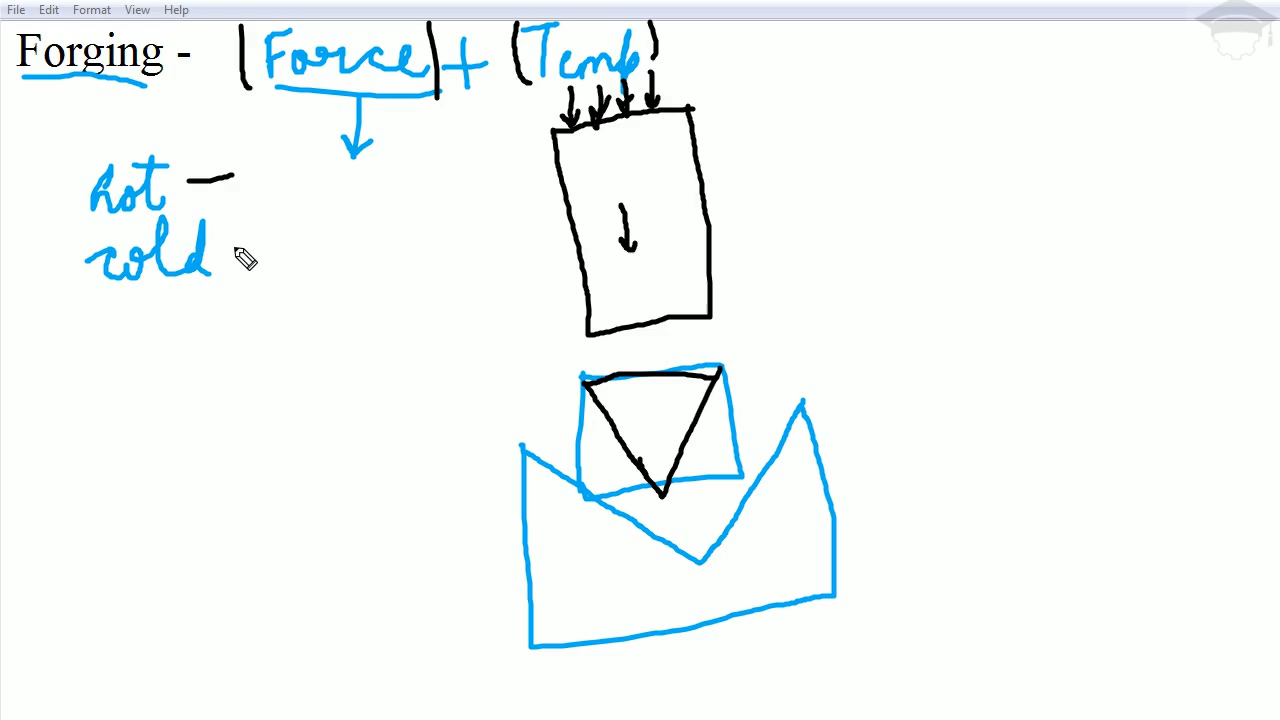 File Edit Format View Help
Forging - (Force) + (Temp)
hot —
cold